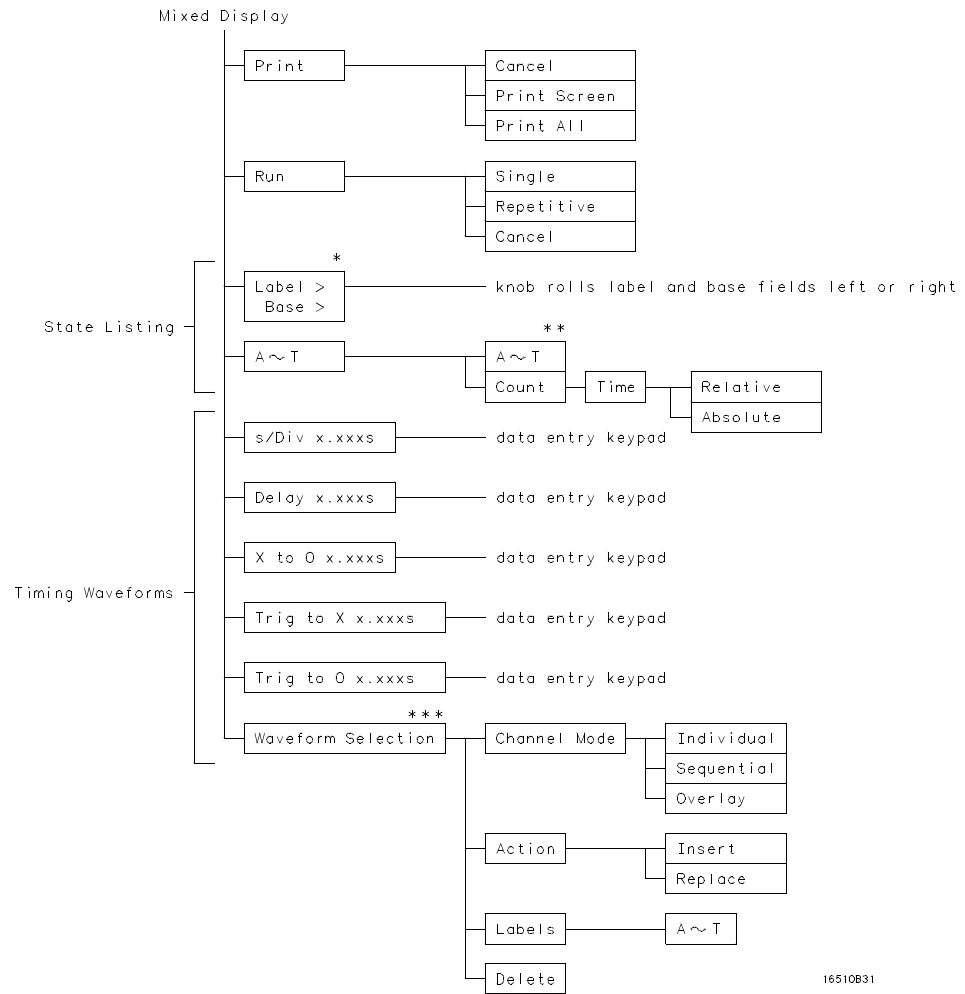 Mixed Display
Print
Cancel
Print Screen
Print All
Run
Single
Repetitive
Cancel
*
Label >
Base >
knob rolls label and base fields left or right
State Listing
**
A~T
A~T
Count
Time
Relative
Absolute
s/Div x.xxxs
data entry keypad
Delay x.xxxs
data entry keypad
X to O x.xxxs
data entry keypad
Timing Waveforms
Trig to X x.xxxs
data entry keypad
Trig to O x.xxxs
data entry keypad
***
Waveform Selection
Channel Mode
Individual
Sequential
Overlay
Action
Insert
Replace
Labels
A~T
Delete
16510B31